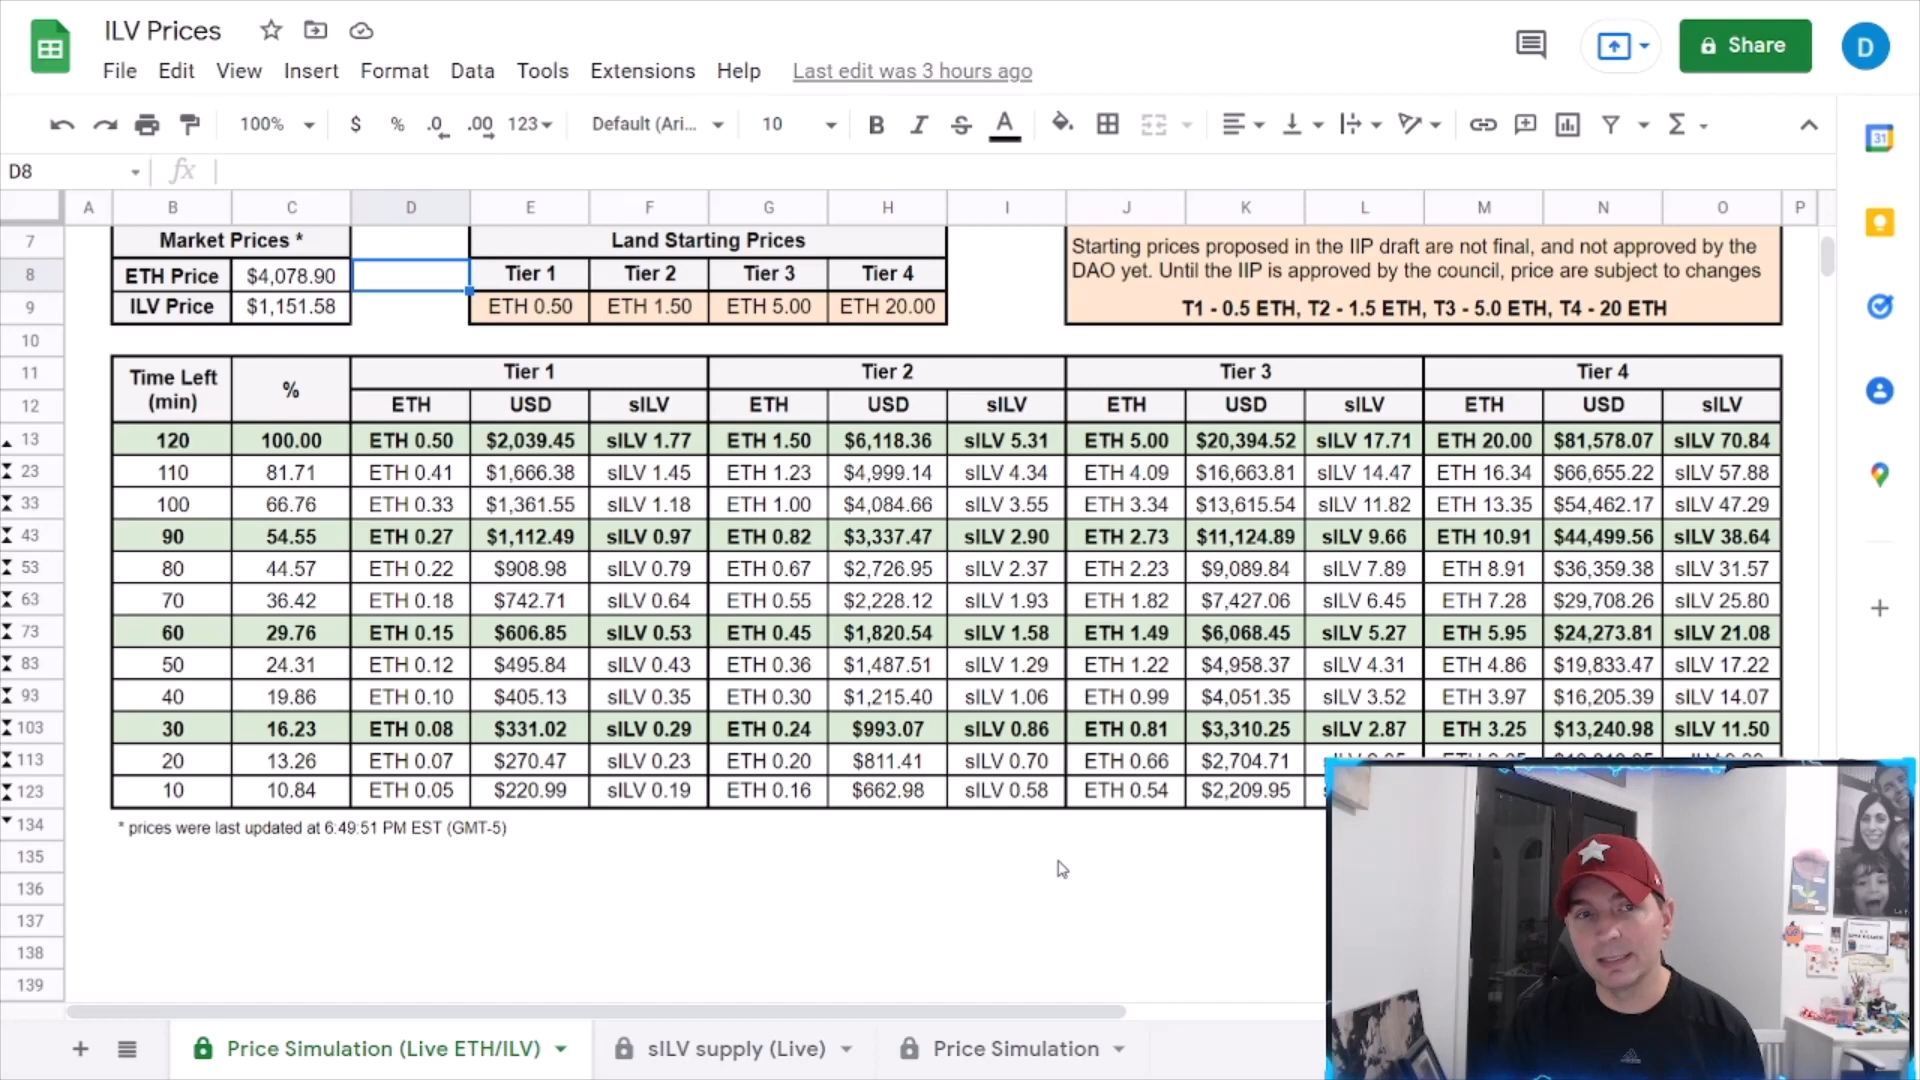 ILV Prices
File Edit View Insert Format Data Tools Extensions Help Last edit was 3 hours ago
Share
D
100% $ % .0 .00 123 Default (Ari... 10 B I S A
31
D8 fx
A B C D E F G H I J K L M N O P
7 Market Prices * Land Starting Prices
Starting prices proposed in the IIP draft are not final, and not approved by the
DAO yet. Until the IIP is approved by the council, price are subject to changes
8 ETH Price $4,078.90 Tier 1 Tier 2 Tier 3 Tier 4
9 ILV Price $1,151.58 ETH 0.50 ETH 1.50 ETH 5.00 ETH 20.00 T1 - 0.5 ETH, T2 - 1.5 ETH, T3 - 5.0 ETH, T4 - 20 ETH
10
11 Time Left (min) % Tier 1 Tier 2 Tier 3 Tier 4
12 ETH USD sILV ETH USD sILV ETH USD sILV ETH USD sILV
13 120 100.00 ETH 0.50 $2,039.45 sILV 1.77 ETH 1.50 $6,118.36 sILV 5.31 ETH 5.00 $20,394.52 sILV 17.71 ETH 20.00 $81,578.07 sILV 70.84
23 110 81.71 ETH 0.41 $1,666.38 sILV 1.45 ETH 1.23 $4,999.14 sILV 4.34 ETH 4.09 $16,663.81 sILV 14.47 ETH 16.34 $66,655.22 sILV 57.88
33 100 66.76 ETH 0.33 $1,361.55 sILV 1.18 ETH 1.00 $4,084.66 sILV 3.55 ETH 3.34 $13,615.54 sILV 11.82 ETH 13.35 $54,462.17 sILV 47.29
43 90 54.55 ETH 0.27 $1,112.49 sILV 0.97 ETH 0.82 $3,337.47 sILV 2.90 ETH 2.73 $11,124.89 sILV 9.66 ETH 10.91 $44,499.56 sILV 38.64
53 80 44.57 ETH 0.22 $908.98 sILV 0.79 ETH 0.67 $2,726.95 sILV 2.37 ETH 2.23 $9,089.84 sILV 7.89 ETH 8.91 $36,359.38 sILV 31.57
63 70 36.42 ETH 0.18 $742.71 sILV 0.64 ETH 0.55 $2,228.12 sILV 1.93 ETH 1.82 $7,427.06 sILV 6.45 ETH 7.28 $29,708.26 sILV 25.80
73 60 29.76 ETH 0.15 $606.85 sILV 0.53 ETH 0.45 $1,820.54 sILV 1.58 ETH 1.49 $6,068.45 sILV 5.27 ETH 5.95 $24,273.81 sILV 21.08
83 50 24.31 ETH 0.12 $495.84 sILV 0.43 ETH 0.36 $1,487.51 sILV 1.29 ETH 1.22 $4,958.37 sILV 4.31 ETH 4.86 $19,833.47 sILV 17.22
93 40 19.86 ETH 0.10 $405.13 sILV 0.35 ETH 0.30 $1,215.40 sILV 1.06 ETH 0.99 $4,051.35 sILV 3.52 ETH 3.97 $16,205.39 sILV 14.07
103 30 16.23 ETH 0.08 $331.02 sILV 0.29 ETH 0.24 $993.07 sILV 0.86 ETH 0.81 $3,310.25 sILV 2.87 ETH 3.25 $13,240.98 sILV 11.50
113 20 13.26 ETH 0.07 $270.47 sILV 0.23 ETH 0.20 $811.41 sILV 0.70 ETH 0.66 $2,704.71
123 10 10.84 ETH 0.05 $220.99 sILV 0.19 ETH 0.16 $662.98 sILV 0.58 ETH 0.54 $2,209.95
134 * prices were last updated at 6:49:51 PM EST (GMT-5)
135
136
137
138
139
Price Simulation (Live ETH/ILV) sILV supply (Live) Price Simulation